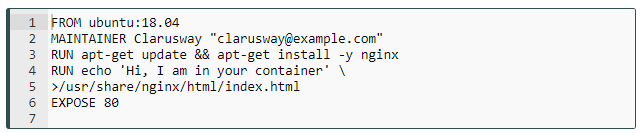 1 FROM ubuntu:18.04
2 MAINTAINER Clarusway "clarusway@example.com"
3 RUN apt-get update && apt-get install -y nginx
4 RUN echo 'Hi, I am in your container' \
5 >/usr/share/nginx/html/index.html
6 EXPOSE 80
7